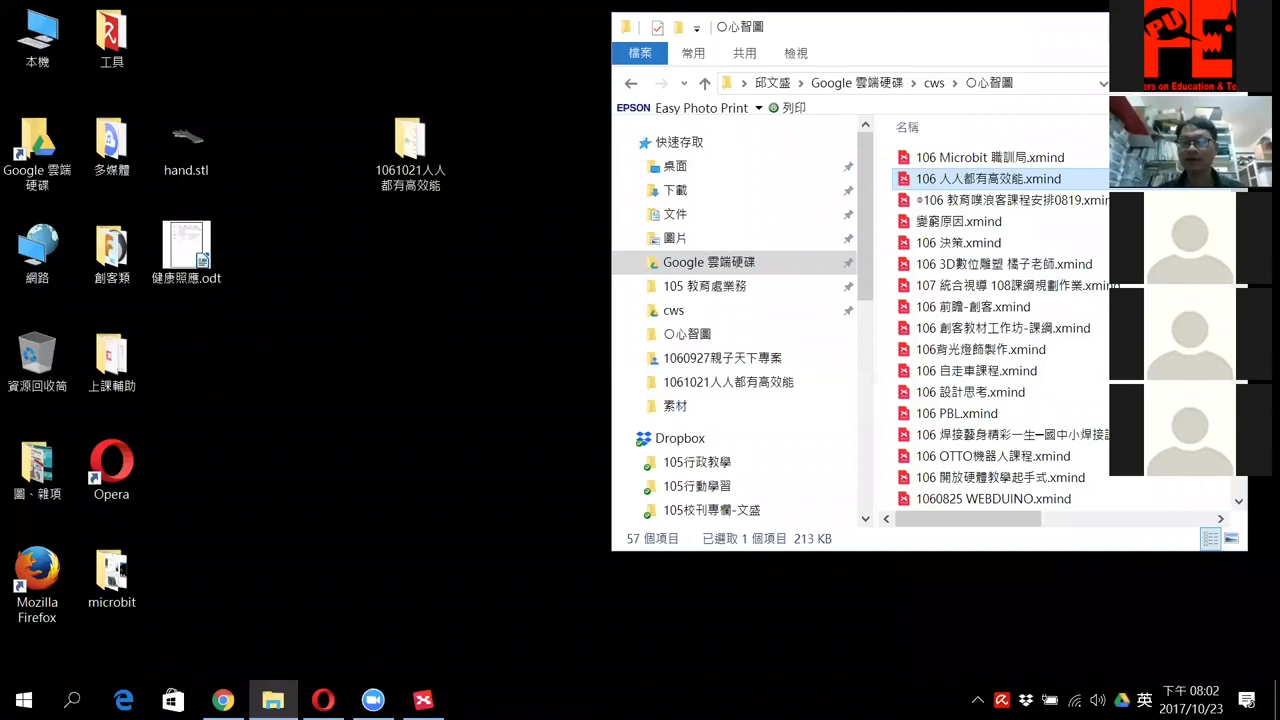 本機
工具
Google 雲端
硬碟
多媒體
hand.stl
1061021人人
都有高效能
網路
創客類
健康照應.odt
資源回收筒
上課輔助
圖、雜項
Opera
Mozilla
Firefox
microbit
〇心智圖
檔案
常用
共用
檢視
邱文盛
Google 雲端硬碟
cws
〇心智圖
EPSON
Easy Photo Print
列印
快速存取
桌面
下載
文件
圖片
Google 雲端硬碟
105 教育處業務
cws
〇心智圖
1060927親子天下專案
1061021人人都有高效能
素材
Dropbox
105行政教學
105行動學習
105校刊專欄-文盛
名稱
106 Microbit 職訓局.xmind
106 人人都有高效能.xmind
106 教育噗浪客課程安排0819.xmin
變窮原因.xmind
106 決策.xmind
106 3D數位雕塑 橘子老師.xmind
107 統合視導 108課綱規劃作業.xmind
106 前瞻-創客.xmind
106 創客教材工作坊-課綱.xmind
106背光燈飾製作.xmind
106 自走車課程.xmind
106 設計思考.xmind
106 PBL.xmind
106 焊接藝身精彩一生─國中小焊接
106 OTTO機器人課程.xmind
106 開放硬體教學起手式.xmind
1060825 WEBDUINO.xmind
57 個項目
已選取 1 個項目 213 KB
PU
ers on Education & Te
英
下午 08:02
2017/10/23